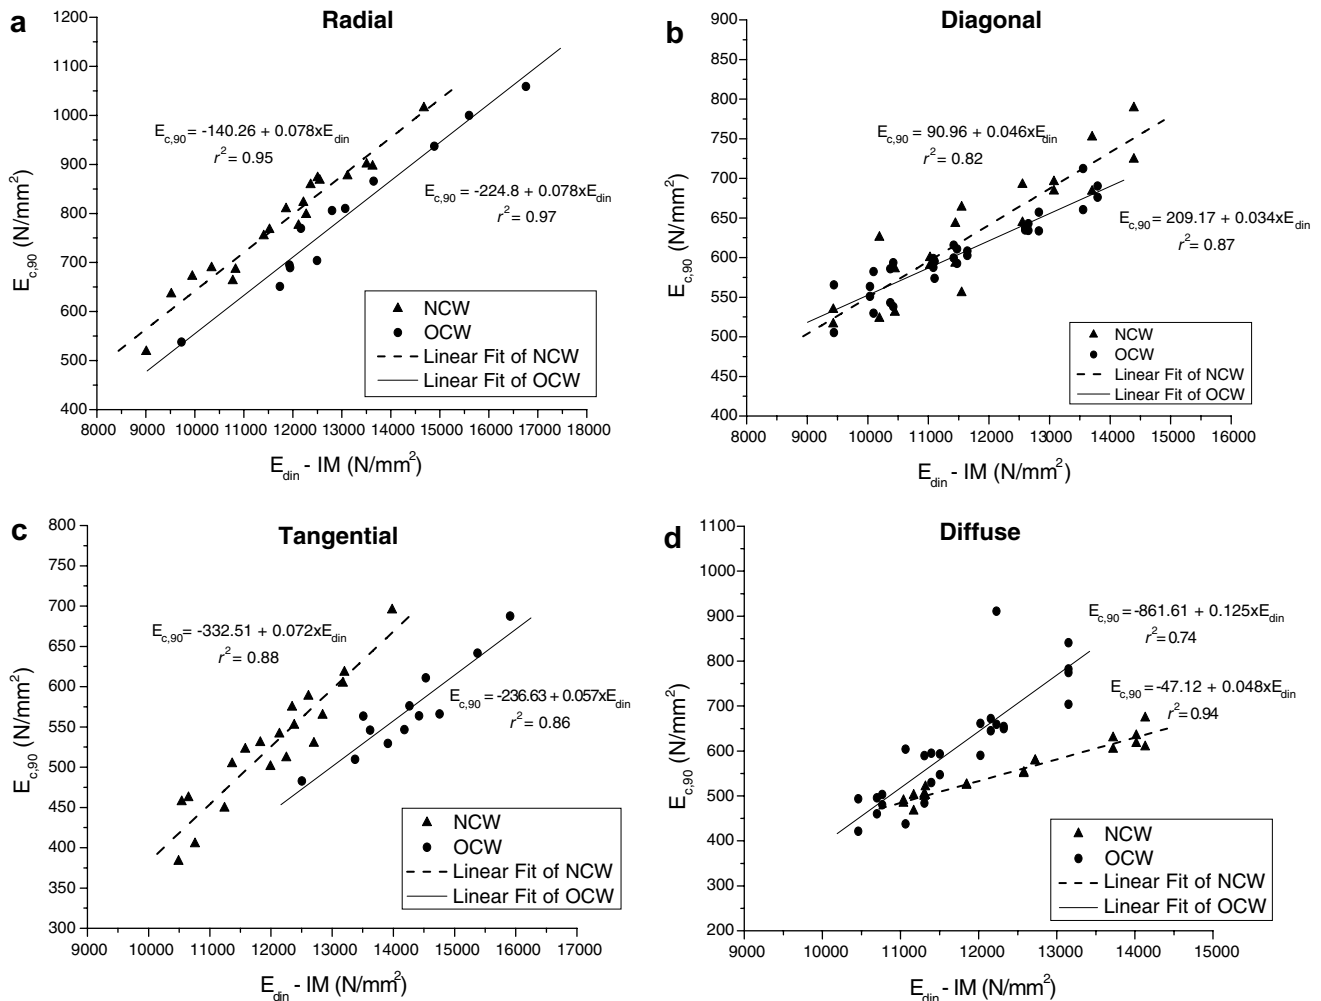 a
Radial
1200
1100
1000
900
800
700
600
500
400
E_c,90 (N/mm²)
E_c,90 = -140.26 + 0.078xE_din
r² = 0.95
E_c,90 = -224.8 + 0.078xE_din
r² = 0.97
NCW
OCW
Linear Fit of NCW
Linear Fit of OCW
8000 9000 10000 11000 12000 13000 14000 15000 16000 17000 18000
E_din - IM (N/mm²)
b
Diagonal
900
850
800
750
700
650
600
550
500
450
400
E_c,90 (N/mm²)
E_c,90 = 90.96 + 0.046xE_din
r² = 0.82
E_c,90 = 209.17 + 0.034xE_din
r² = 0.87
NCW
OCW
Linear Fit of NCW
Linear Fit of OCW
8000 9000 10000 11000 12000 13000 14000 15000 16000
E_din - IM (N/mm²)
c
Tangential
800
750
700
650
600
550
500
450
400
350
300
E_c,90 (N/mm²)
E_c,90 = -332.51 + 0.072xE_din
r² = 0.88
E_c,90 = -236.63 + 0.057xE_din
r² = 0.86
NCW
OCW
Linear Fit of NCW
Linear Fit of OCW
9000 10000 11000 12000 13000 14000 15000 16000 17000
E_din - IM (N/mm²)
d
Diffuse
1100
1000
900
800
700
600
500
400
300
200
E_c,90 (N/mm²)
E_c,90 = -861.61 + 0.125xE_din
r² = 0.74
E_c,90 = -47.12 + 0.048xE_din
r² = 0.94
NCW
OCW
Linear Fit of NCW
Linear Fit of OCW
9000 10000 11000 12000 13000 14000 15000
E_din - IM (N/mm²)